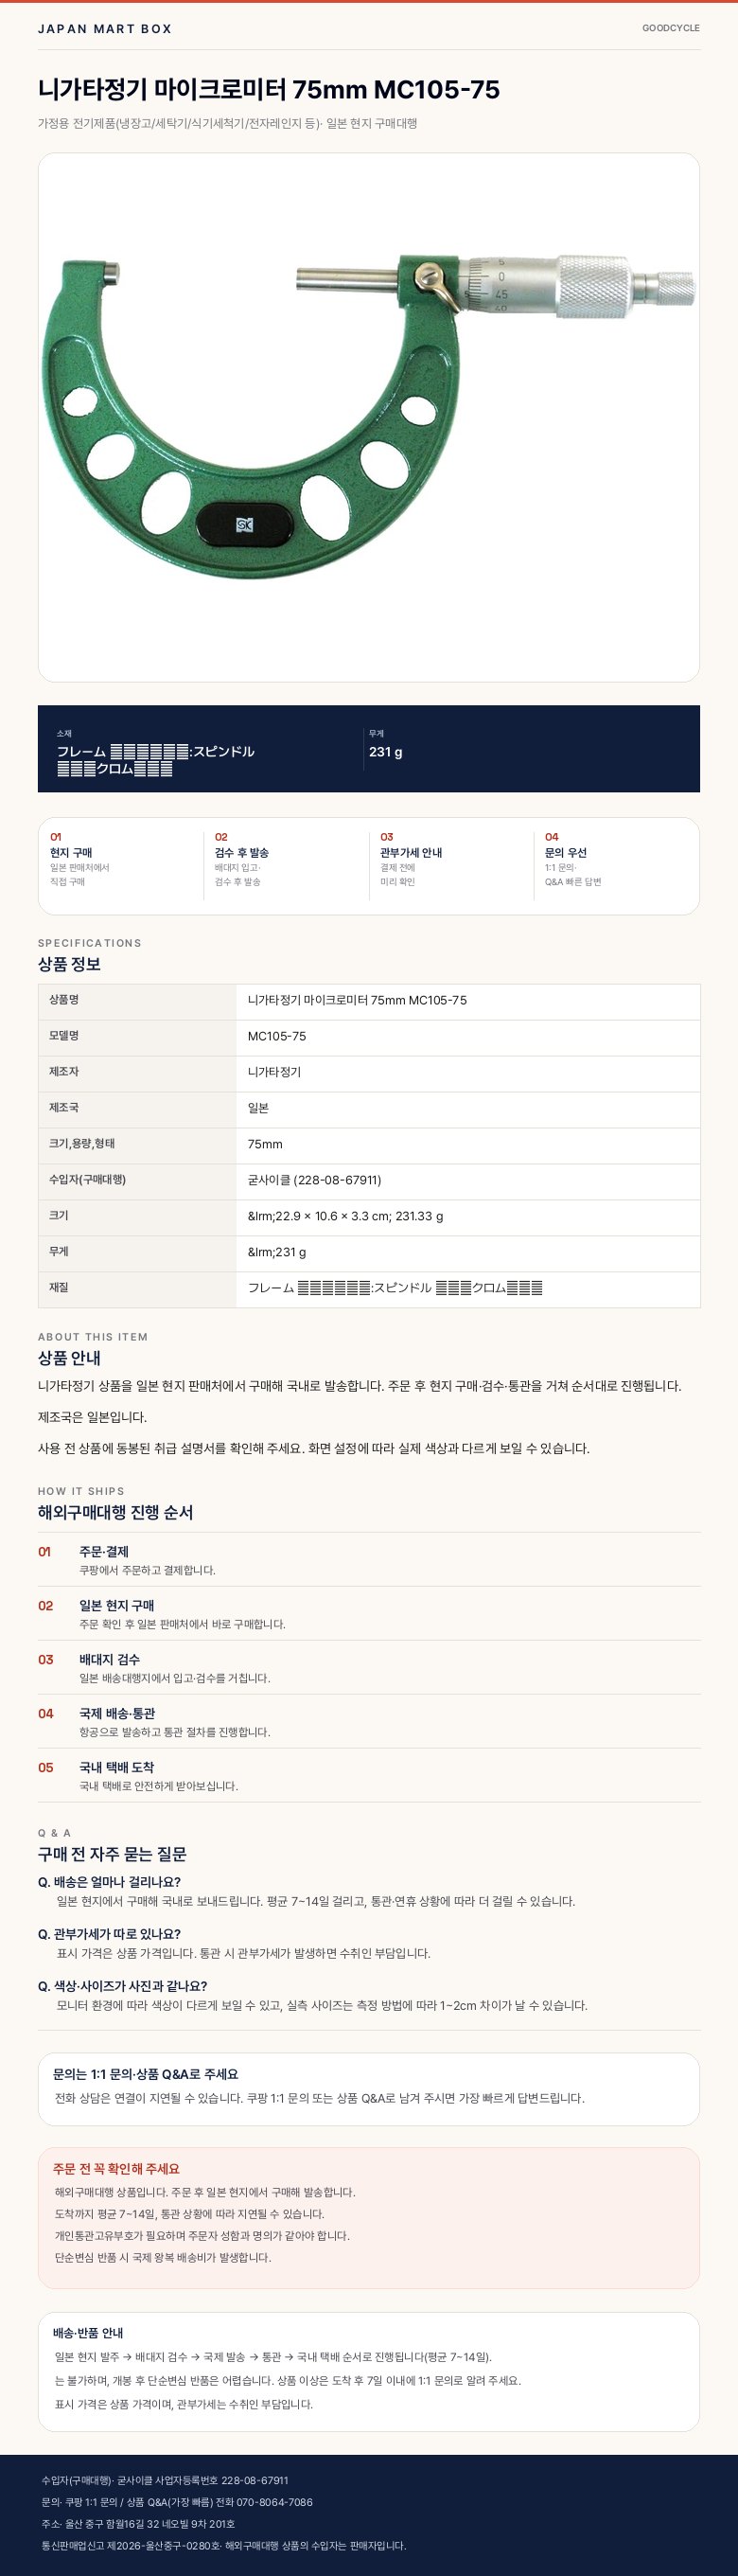 JAPAN MART BOX
GOODCYCLE
니가타정기 마이크로미터 75mm MC105-75
가정용 전기제품(냉장고/세탁기/식기세척기/전자레인지 등)· 일본 현지 구매대행
5
0
45
40
SK
소재
フレーム :スピンドル
クロム
무게
231 g
01
현지 구매
일본 판매처에서
직접 구매
02
검수 후 발송
배대지 입고·
검수 후 발송
03
관부가세 안내
결제 전에
미리 확인
04
문의 우선
1:1 문의·
Q&A 빠른 답변
SPECIFICATIONS
상품 정보
상품명 니가타정기 마이크로미터 75mm MC105-75
모델명 MC105-75
제조자 니가타정기
제조국 일본
크기,용량,형태 75mm
수입자(구매대행) 굳사이클 (228-08-67911)
크기 &lrm;22.9 × 10.6 × 3.3 cm; 231.33 g
무게 &lrm;231 g
재질 フレーム :スピンドル クロム
ABOUT THIS ITEM
상품 안내
니가타정기 상품을 일본 현지 판매처에서 구매해 국내로 발송합니다. 주문 후 현지 구매·검수·통관을 거쳐 순서대로 진행됩니다.
제조국은 일본입니다.
사용 전 상품에 동봉된 취급 설명서를 확인해 주세요. 화면 설정에 따라 실제 색상과 다르게 보일 수 있습니다.
HOW IT SHIPS
해외구매대행 진행 순서
01 주문·결제
쿠팡에서 주문하고 결제합니다.
02 일본 현지 구매
주문 확인 후 일본 판매처에서 바로 구매합니다.
03 배대지 검수
일본 배송대행지에서 입고·검수를 거칩니다.
04 국제 배송·통관
항공으로 발송하고 통관 절차를 진행합니다.
05 국내 택배 도착
국내 택배로 안전하게 받아보십니다.
Q & A
구매 전 자주 묻는 질문
Q. 배송은 얼마나 걸리나요?
일본 현지에서 구매해 국내로 보내드립니다. 평균 7~14일 걸리고, 통관·연휴 상황에 따라 더 걸릴 수 있습니다.
Q. 관부가세가 따로 있나요?
표시 가격은 상품 가격입니다. 통관 시 관부가세가 발생하면 수취인 부담입니다.
Q. 색상·사이즈가 사진과 같나요?
모니터 환경에 따라 색상이 다르게 보일 수 있고, 실측 사이즈는 측정 방법에 따라 1~2cm 차이가 날 수 있습니다.
문의는 1:1 문의·상품 Q&A로 주세요
전화 상담은 연결이 지연될 수 있습니다. 쿠팡 1:1 문의 또는 상품 Q&A로 남겨 주시면 가장 빠르게 답변드립니다.
주문 전 꼭 확인해 주세요
해외구매대행 상품입니다. 주문 후 일본 현지에서 구매해 발송합니다.
도착까지 평균 7~14일, 통관 상황에 따라 지연될 수 있습니다.
개인통관고유부호가 필요하며 주문자 성함과 명의가 같아야 합니다.
단순변심 반품 시 국제 왕복 배송비가 발생합니다.
배송·반품 안내
일본 현지 발주 → 배대지 검수 → 국제 발송 → 통관 → 국내 택배 순서로 진행됩니다(평균 7~14일).
는 불가하며, 개봉 후 단순변심 반품은 어렵습니다. 상품 이상은 도착 후 7일 이내에 1:1 문의로 알려 주세요.
표시 가격은 상품 가격이며, 관부가세는 수취인 부담입니다.
수입자(구매대행)· 굳사이클 사업자등록번호 228-08-67911
문의· 쿠팡 1:1 문의 / 상품 Q&A(가장 빠름) 전화 070-8064-7086
주소· 울산 중구 함월16길 32 네오빌 9차 201호
통신판매업신고 제2026-울산중구-0280호· 해외구매대행 상품의 수입자는 판매자입니다.